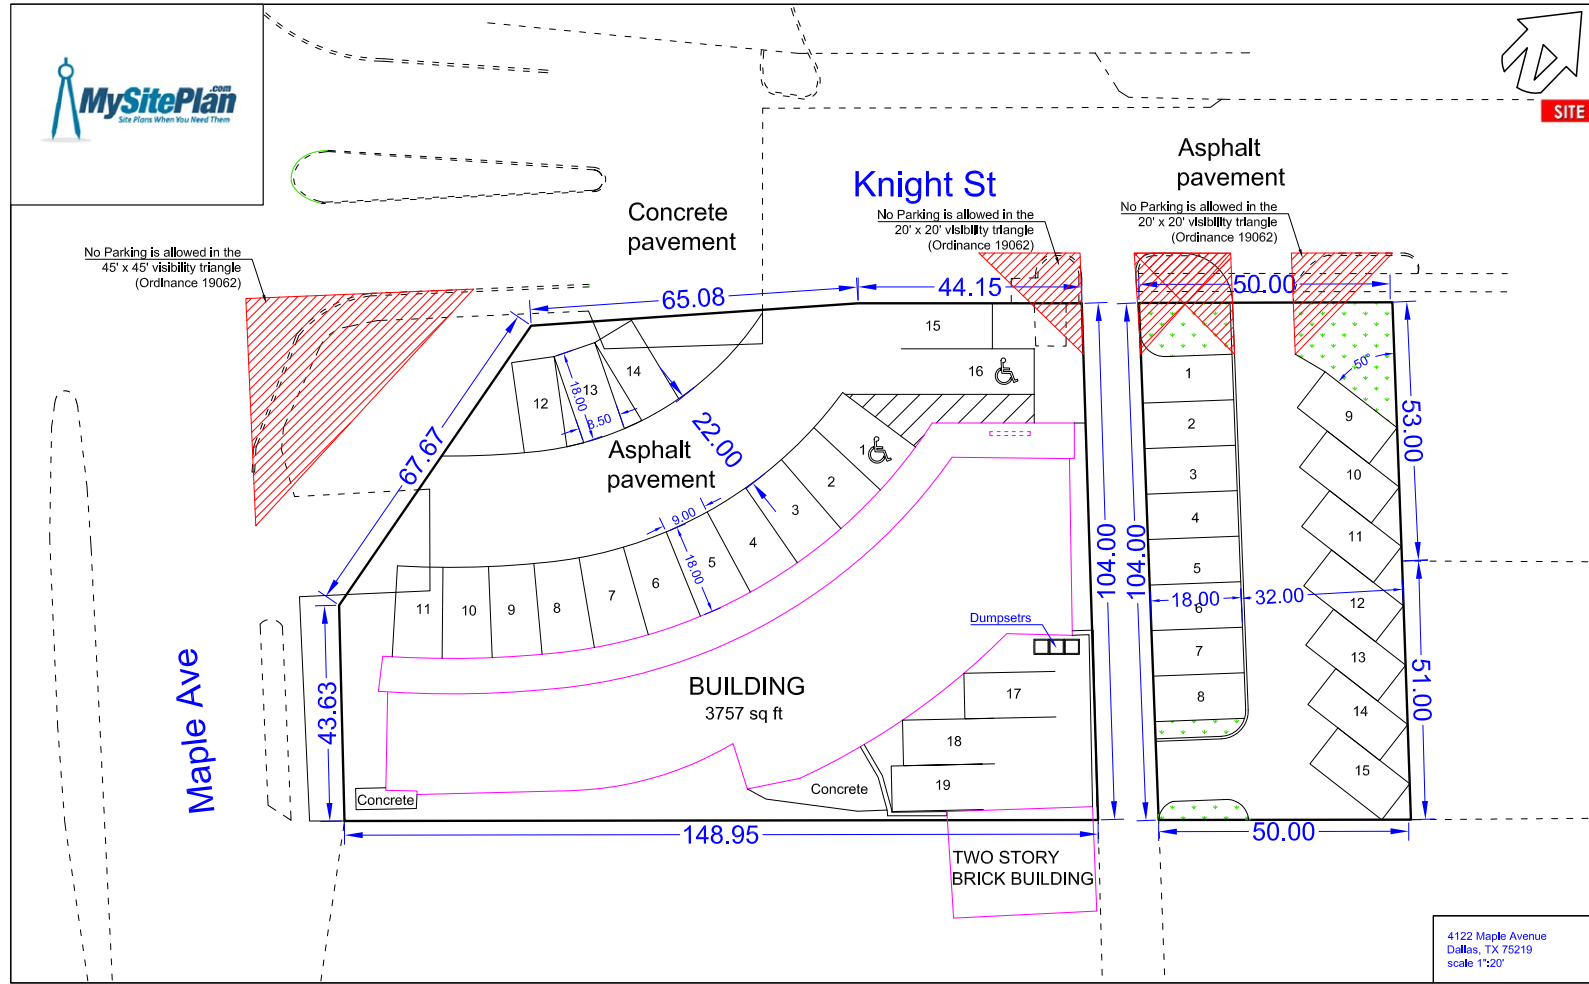 MySitePlan
.com
Site Plans When You Need Them
SITE
Asphalt
pavement
Knight St
Concrete
pavement
No Parking is allowed in the
45' x 45' visibility triangle
(Ordinance 19062)
No Parking is allowed in the
20' x 20' visibility triangle
(Ordinance 19062)
No Parking is allowed in the
20' x 20' visibility triangle
(Ordinance 19062)
65.08
44.15
50.00
15
16
14
13
12
18.00
8.50
22.00
Asphalt
pavement
67.67
1
2
3
4
5
6
7
8
9
10
11
9.00
18.00
104.00
104.00
1
2
3
4
5
6
7
8
18.00
32.00
50°
9
10
11
12
13
14
15
53.00
51.00
Dumpsetrs
BUILDING
3757 sq ft
17
18
19
43.63
Maple Ave
Concrete
Concrete
148.95
50.00
TWO STORY
BRICK BUILDING
4122 Maple Avenue
Dallas, TX 75219
scale 1":20'